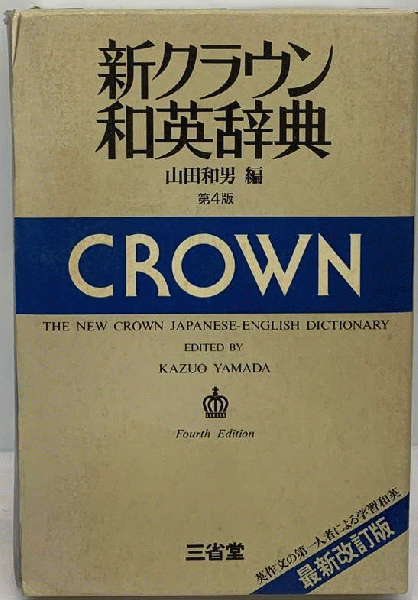 新クラウン
和英辞典
山田和男 編
第4版
CROWN
THE NEW CROWN JAPANESE-ENGLISH DICTIONARY
EDITED BY
KAZUO YAMADA
Fourth Edition
英作文の第一人者による学習和英
最新改訂版
三省堂